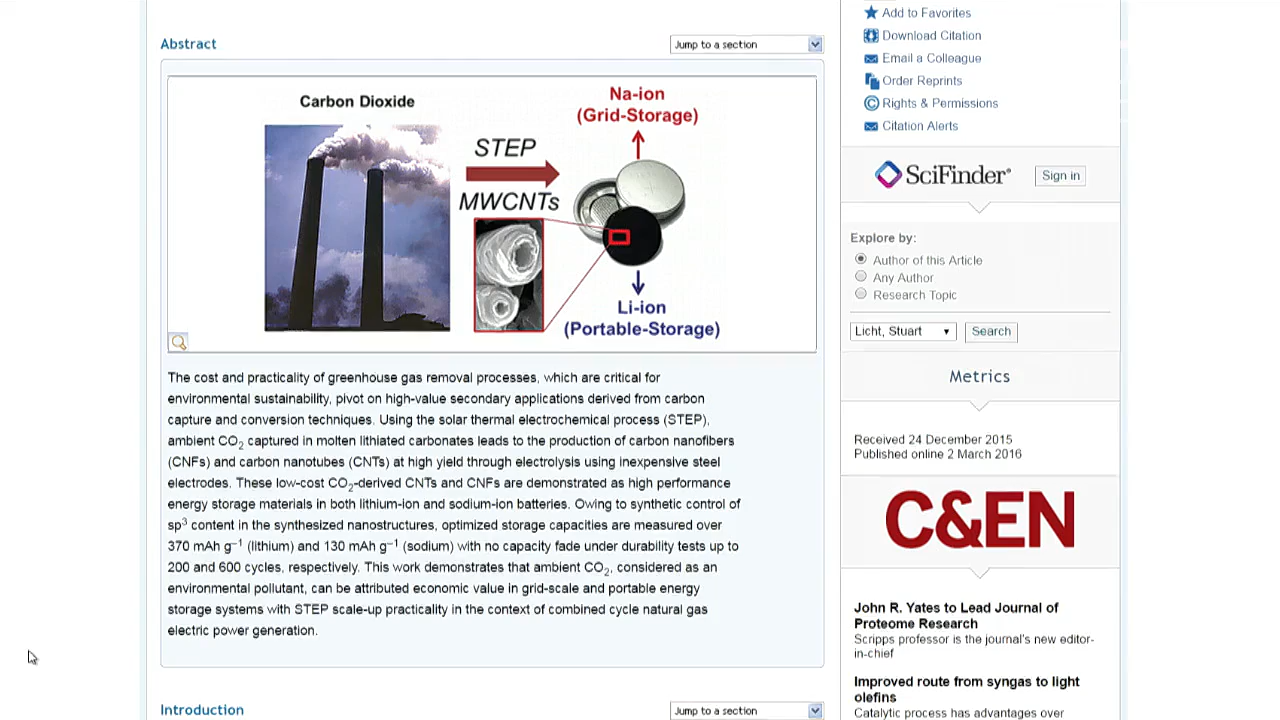 Abstract
Jump to a section
Carbon Dioxide
STEP
MWCNTs
Na-ion
(Grid-Storage)
Li-ion
(Portable-Storage)
The cost and practicality of greenhouse gas removal processes, which are critical for
environmental sustainability, pivot on high-value secondary applications derived from carbon
capture and conversion techniques. Using the solar thermal electrochemical process (STEP),
ambient CO₂ captured in molten lithiated carbonates leads to the production of carbon nanofibers
(CNFs) and carbon nanotubes (CNTs) at high yield through electrolysis using inexpensive steel
electrodes. These low-cost CO₂-derived CNTs and CNFs are demonstrated as high performance
energy storage materials in both lithium-ion and sodium-ion batteries. Owing to synthetic control of
sp³ content in the synthesized nanostructures, optimized storage capacities are measured over
370 mAh g⁻¹ (lithium) and 130 mAh g⁻¹ (sodium) with no capacity fade under durability tests up to
200 and 600 cycles, respectively. This work demonstrates that ambient CO₂, considered as an
environmental pollutant, can be attributed economic value in grid-scale and portable energy
storage systems with STEP scale-up practicality in the context of combined cycle natural gas
electric power generation.
Introduction
Jump to a section
Add to Favorites
Download Citation
Email a Colleague
Order Reprints
Rights & Permissions
Citation Alerts
SciFinder®
Sign in
Explore by:
Author of this Article
Any Author
Research Topic
Licht, Stuart
Search
Metrics
Received 24 December 2015
Published online 2 March 2016
C&EN
John R. Yates to Lead Journal of
Proteome Research
Scripps professor is the journal's new editor-
in-chief
Improved route from syngas to light
olefins
Catalytic process has advantages over